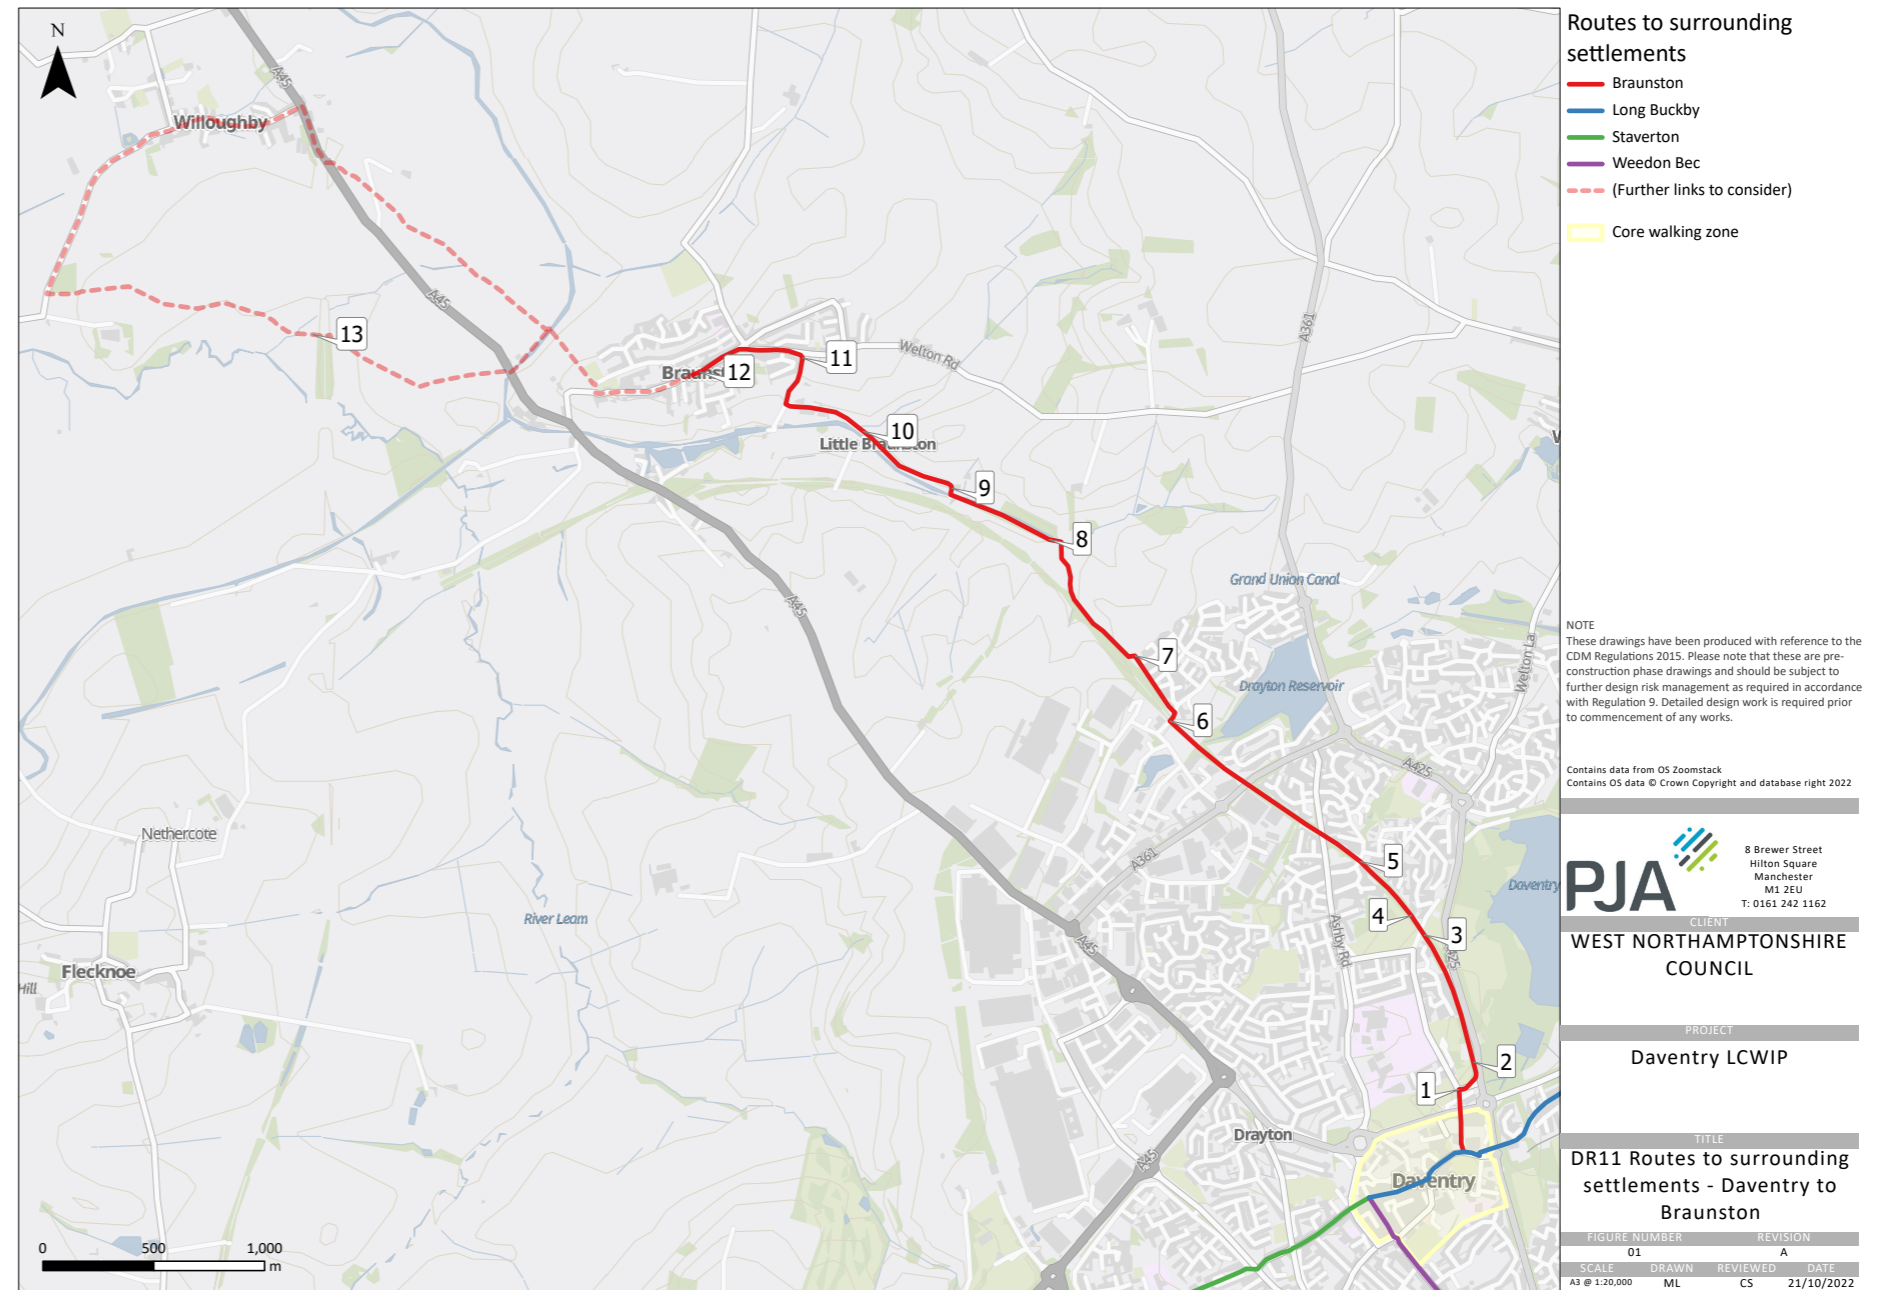 N
A45
Willoughby
A45
13
Braunst
12
11
Welton Rd
A361
10
Little Braunston
9
8
Grand Union Canal
A45
7
Drayton Reservoir
Welton La
6
A425
Nethercote
A361
5
Daventry
River Leam
4
Ashby Rd
3
A45
Flecknoe
Hill
2
1
Drayton
A45
Daventry
0 500 1,000
m
Routes to surrounding
settlements
Braunston
Long Buckby
Staverton
Weedon Bec
(Further links to consider)
Core walking zone
NOTE
These drawings have been produced with reference to the
CDM Regulations 2015. Please note that these are pre-
construction phase drawings and should be subject to
further design risk management as required in accordance
with Regulation 9. Detailed design work is required prior
to commencement of any works.
Contains data from OS Zoomstack
Contains OS data © Crown Copyright and database right 2022
PJA
8 Brewer Street
Hilton Square
Manchester
M1 2EU
T: 0161 242 1162
CLIENT
WEST NORTHAMPTONSHIRE
COUNCIL
PROJECT
Daventry LCWIP
TITLE
DR11 Routes to surrounding
settlements - Daventry to
Braunston
FIGURE NUMBER REVISION
01 A
SCALE DRAWN REVIEWED DATE
A3 @ 1:20,000 ML CS 21/10/2022